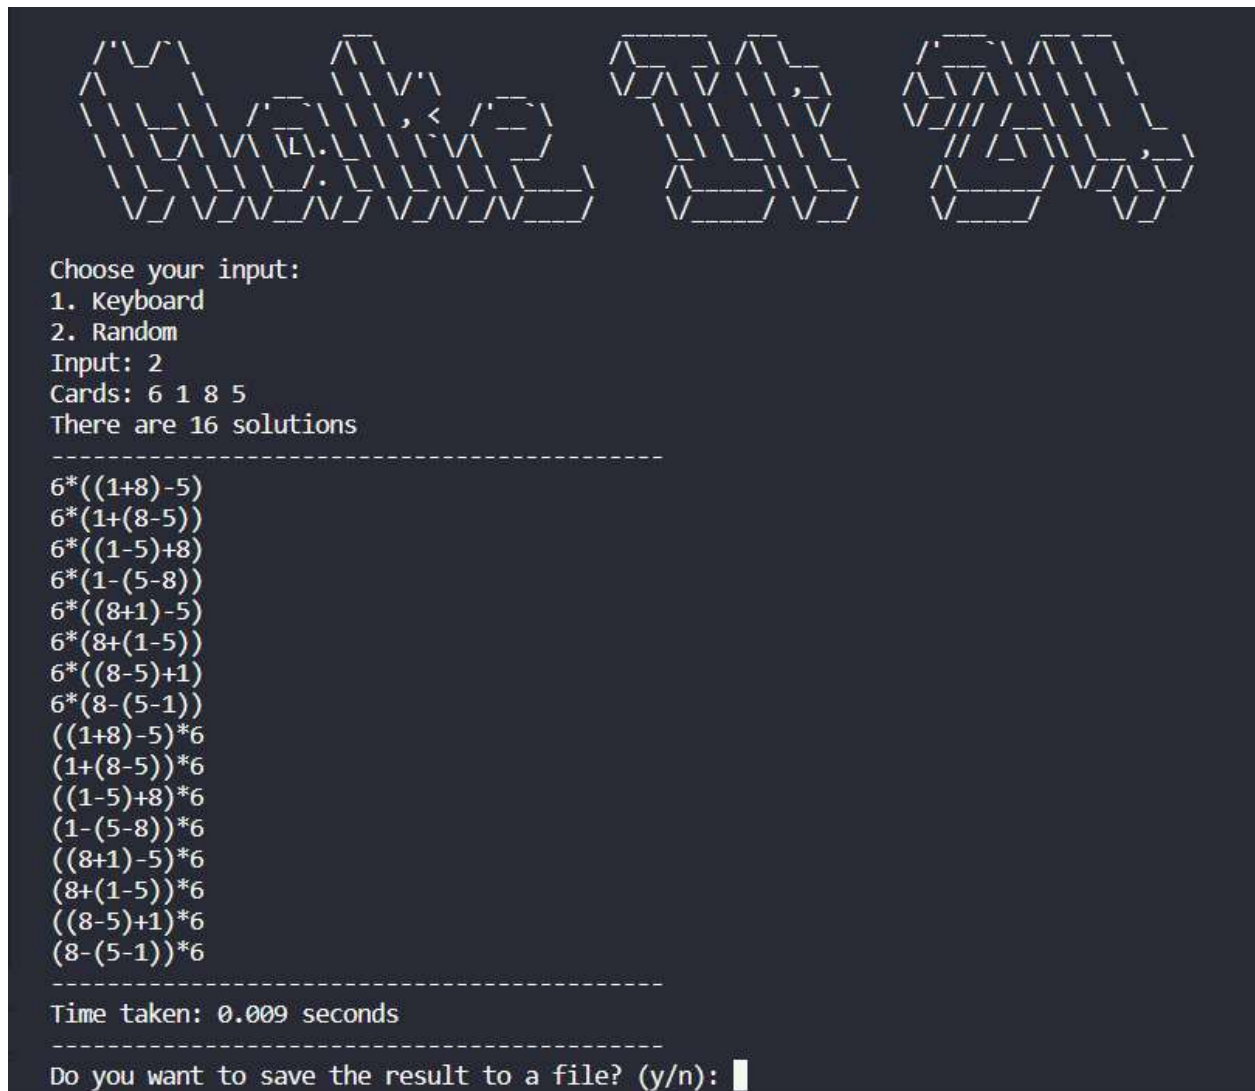 Make It 24
Choose your input:
1. Keyboard
2. Random
Input: 2
Cards: 6 1 8 5
There are 16 solutions
--------------------------------------------
6*((1+8)-5)
6*(1+(8-5))
6*((1-5)+8)
6*(1-(5-8))
6*((8+1)-5)
6*(8+(1-5))
6*((8-5)+1)
6*(8-(5-1))
((1+8)-5)*6
(1+(8-5))*6
((1-5)+8)*6
(1-(5-8))*6
((8+1)-5)*6
(8+(1-5))*6
((8-5)+1)*6
(8-(5-1))*6
--------------------------------------------
Time taken: 0.009 seconds
--------------------------------------------
Do you want to save the result to a file? (y/n):